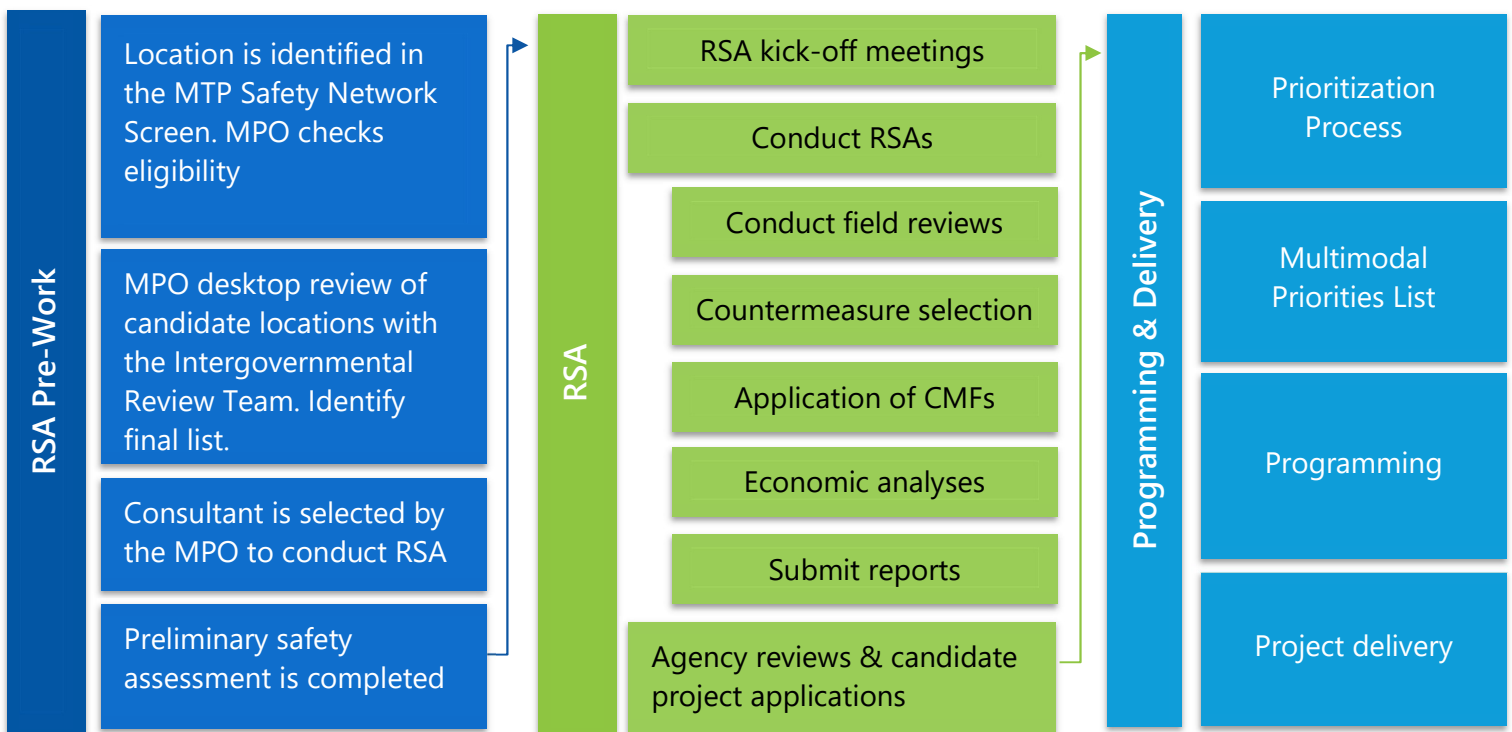 RSA Pre-Work
Location is identified in
the MTP Safety Network
Screen. MPO checks
eligibility
MPO desktop review of
candidate locations with
the Intergovernmental
Review Team. Identify
final list.
Consultant is selected by
the MPO to conduct RSA
Preliminary safety
assessment is completed
RSA
RSA kick-off meetings
Conduct RSAs
Conduct field reviews
Countermeasure selection
Application of CMFs
Economic analyses
Submit reports
Agency reviews & candidate
project applications
Programming & Delivery
Prioritization
Process
Multimodal
Priorities List
Programming
Project delivery